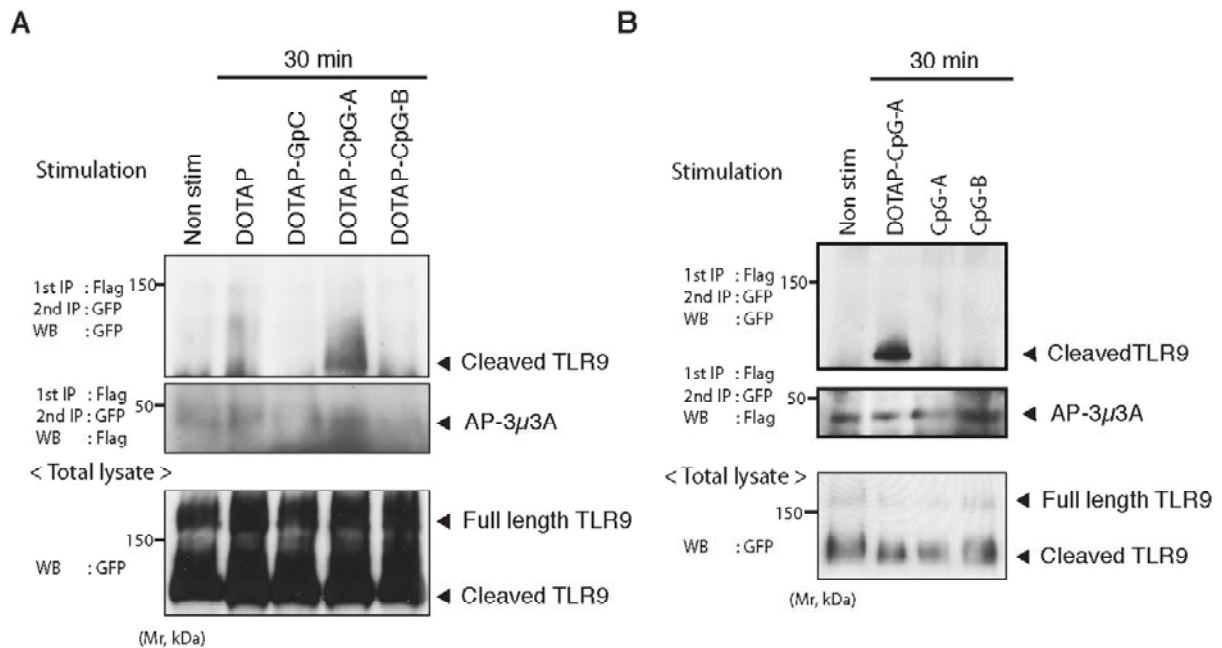 A
30 min
Stimulation
Non stim
DOTAP
DOTAP-GpC
DOTAP-CpG-A
DOTAP-CpG-B
1st IP : Flag
2nd IP : GFP
WB : GFP
150
Cleaved TLR9
1st IP : Flag
2nd IP : GFP
WB : Flag
50
AP-3μ3A
< Total lysate >
Full length TLR9
150
WB : GFP
Cleaved TLR9
(Mr, kDa)
B
30 min
Stimulation
Non stim
DOTAP-CpG-A
CpG-A
CpG-B
1st IP : Flag
2nd IP : GFP
WB : GFP
150
CleavedTLR9
1st IP : Flag
2nd IP : GFP
WB : Flag
50
AP-3μ3A
< Total lysate >
Full length TLR9
150
WB : GFP
Cleaved TLR9
(Mr, kDa)